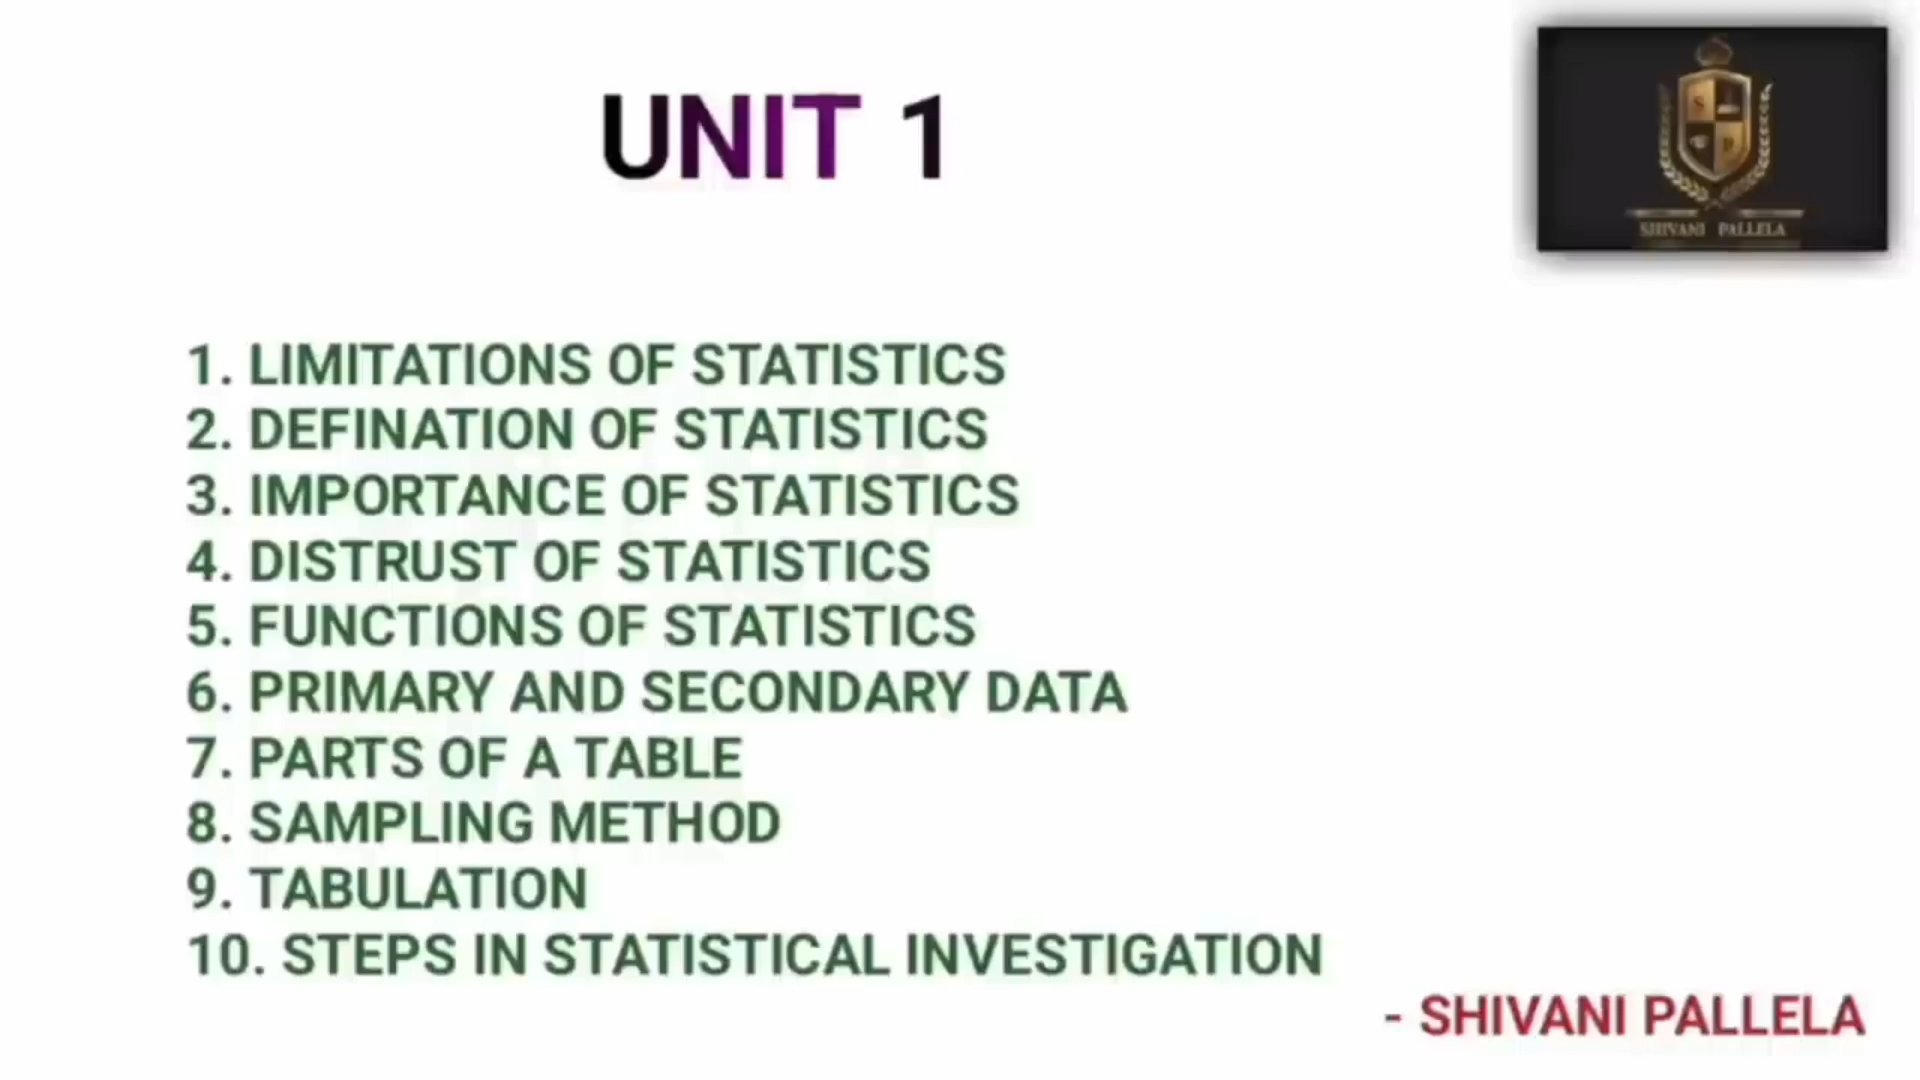 UNIT 1
SHIVANI PALLELA
1. LIMITATIONS OF STATISTICS
2. DEFINATION OF STATISTICS
3. IMPORTANCE OF STATISTICS
4. DISTRUST OF STATISTICS
5. FUNCTIONS OF STATISTICS
6. PRIMARY AND SECONDARY DATA
7. PARTS OF A TABLE
8. SAMPLING METHOD
9. TABULATION
10. STEPS IN STATISTICAL INVESTIGATION
- SHIVANI PALLELA